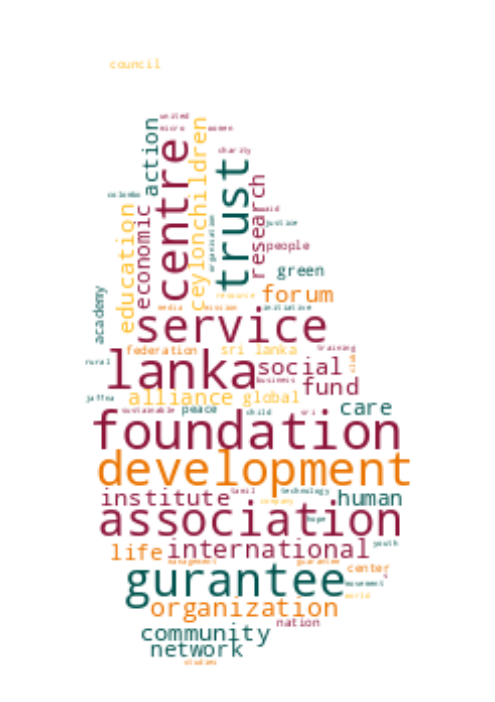 council
united
micro women
action
centre
ceylonchildren
charity
trust
colombo
research
economic
education
organisation
aid
justice
people
green
academy
resource forum
media mission initiative
service
training
federation sri lanka
club
rural
lanka social
business fund
jaffna alliance global
sustainable peace child sri care
foundation
development
institute tamil technology human
company
association
hope
life international youth
management guarantee center
gurantee movement
organization world
nation
community
network
studies